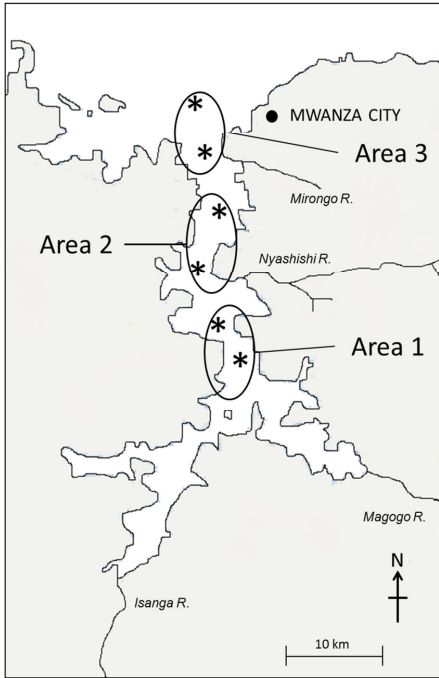 MWANZA CITY
Area 3
Mirongo R.
Area 2
Nyashishi R.
Area 1
Magogo R.
N
Isanga R.
10 km